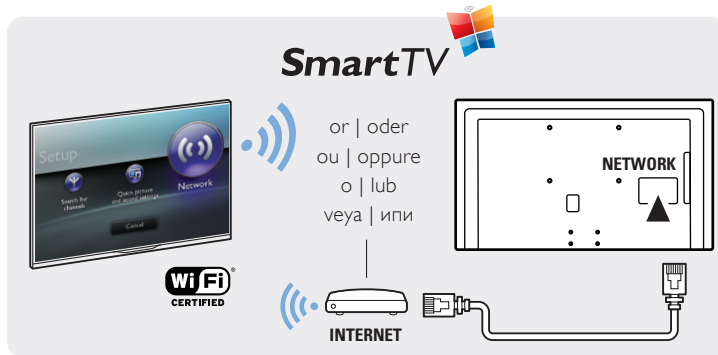 SmartTV
Setup
Search for
channels
Quick picture
and sound settings
Network
Cancel
or | oder
ou | oppure
o | lub
veya | ипи
NETWORK
Wi Fi®
CERTIFIED
INTERNET